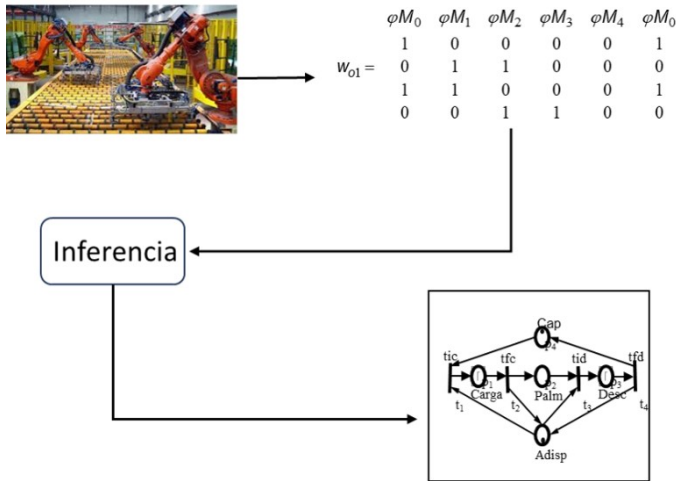 φM0 φM1 φM2 φM3 φM4 φM0
1 0 0 0 0 1
wo1 = 0 1 1 0 0 0
1 1 0 0 0 1
0 0 1 1 0 0
Inferencia
Cap
p4
tic tfc tid tfd
p1 p2 p3
Carga Palm Desc
t1 t2 t3 t4
Adisp